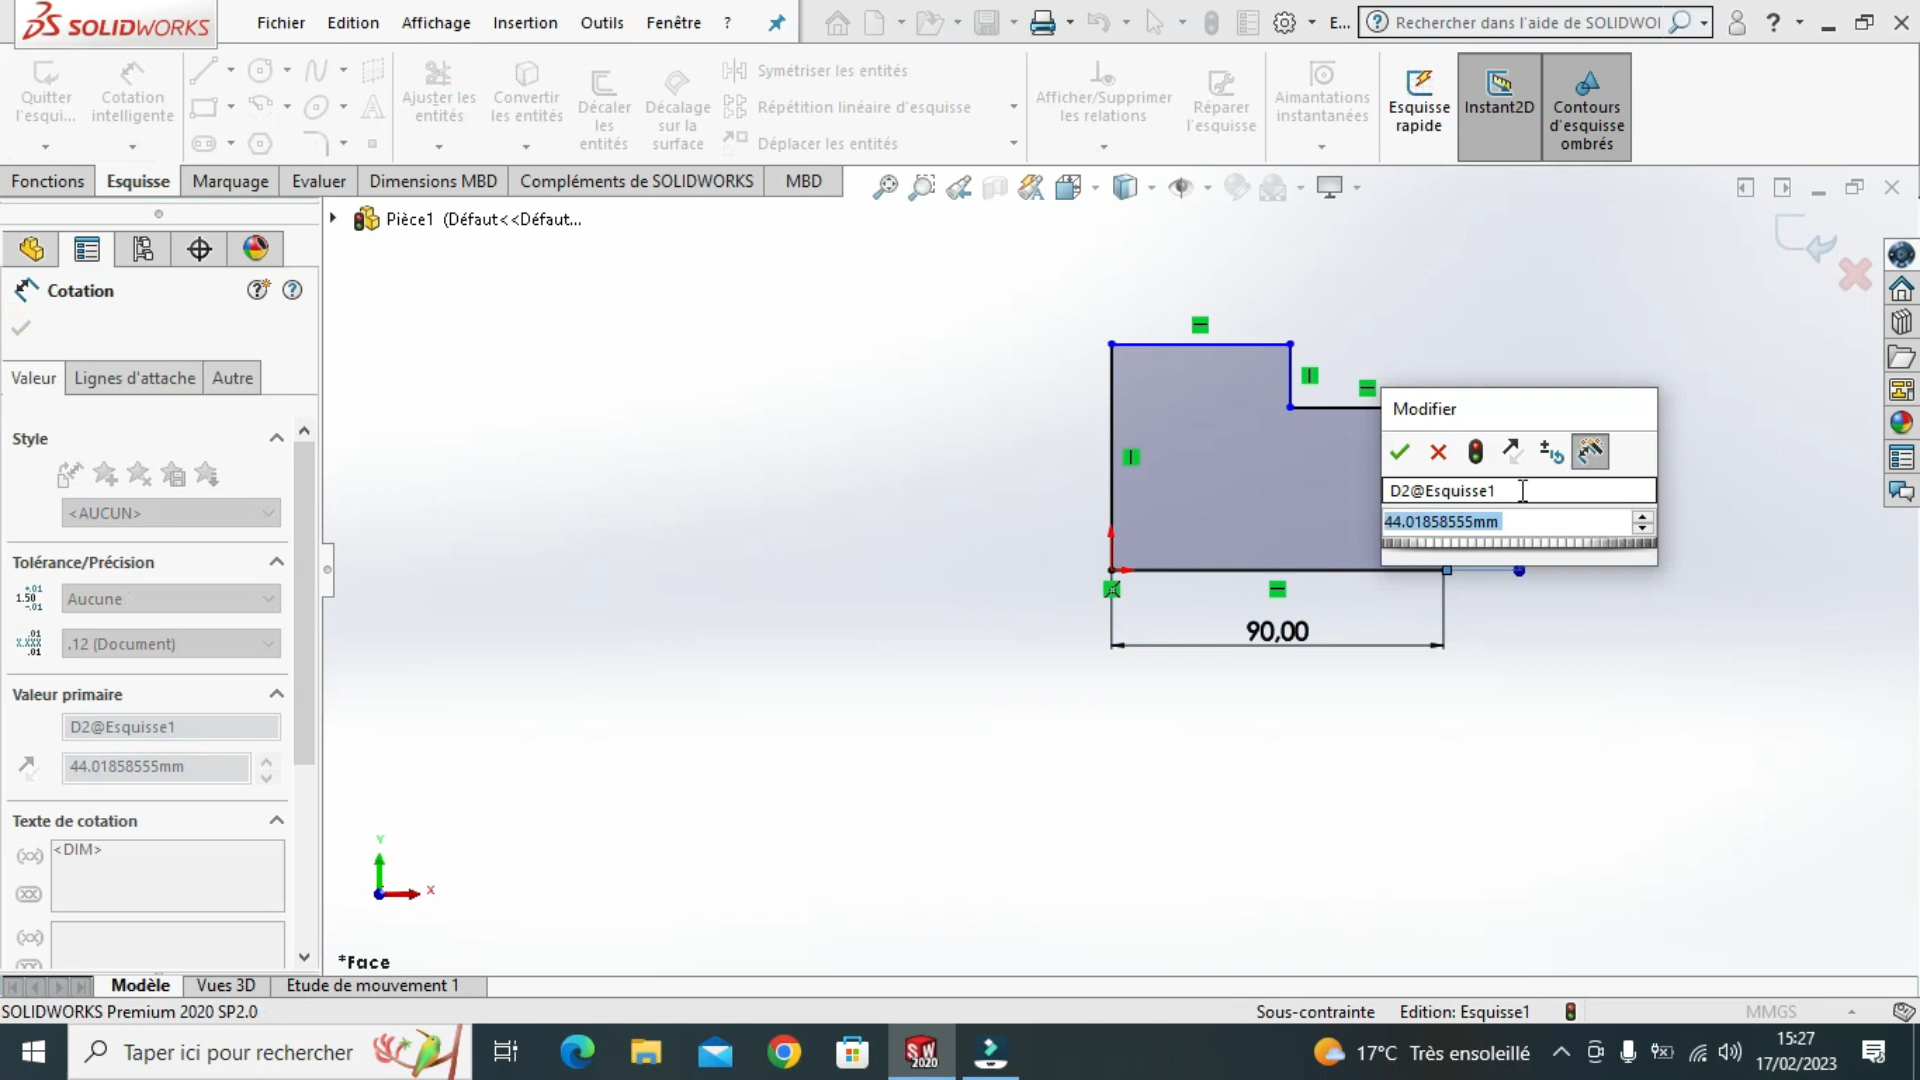 SOLIDWORKS
Fichier Edition Affichage Insertion Outils Fenêtre ?
E... Rechercher dans l'aide de SOLIDWOI
Quitter l'esqui...
Cotation intelligente
Ajuster les entités
Convertir les entités
Décaler les entités
Décalage sur la surface
Symétriser les entités
Répétition linéaire d'esquisse
Déplacer les entités
Afficher/Supprimer les relations
Réparer l'esquisse
Aimantations instantanées
Esquisse rapide
Instant2D
Contours d'esquisse ombrés
Fonctions Esquisse Marquage Evaluer Dimensions MBD Compléments de SOLIDWORKS MBD
Pièce1 (Défaut<<Défaut...
Cotation
Valeur Lignes d'attache Autre
Style
<AUCUN>
Tolérance/Précision
Aucune
.12 (Document)
Valeur primaire
D2@Esquisse1
44.01858555mm
Texte de cotation
<DIM>
Modifier
D2@Esquisse1
44.01858555mm
90,00
Y
X
*Face
Modèle Vues 3D Etude de mouvement 1
SOLIDWORKS Premium 2020 SP2.0
Sous-contrainte Edition: Esquisse1 MMGS
Taper ici pour rechercher
SW 2020
17°C Très ensoleillé
15:27
17/02/2023